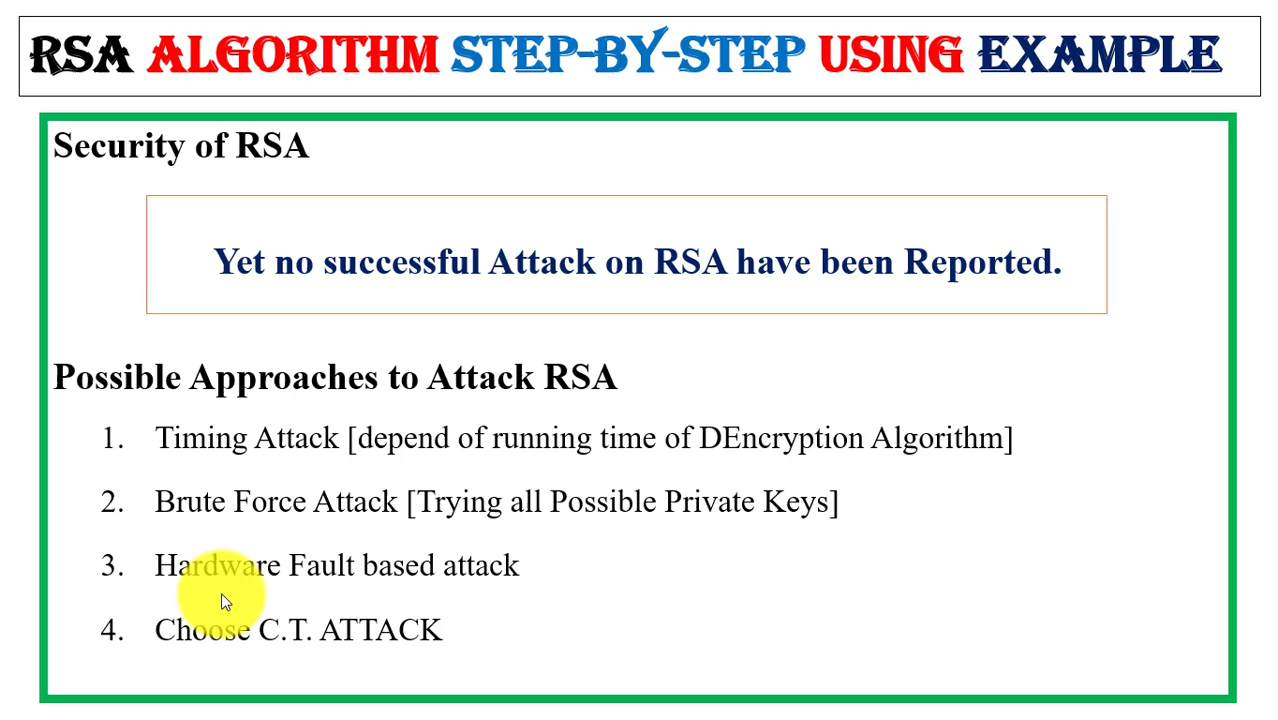 RSA ALGORITHM STEP-BY-STEP USING EXAMPLE
Security of RSA
Yet no successful Attack on RSA have been Reported.
Possible Approaches to Attack RSA
1. Timing Attack [depend of running time of DEncryption Algorithm]
2. Brute Force Attack [Trying all Possible Private Keys]
3. Hardware Fault based attack
4. Choose C.T. ATTACK